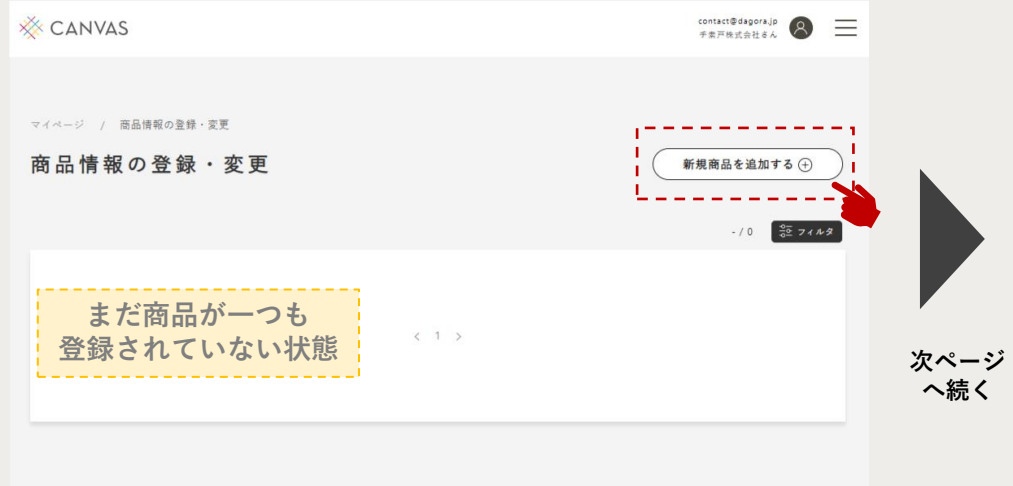 CANVAS
contact@dagora.jp
千束戸株式会社さん
マイページ / 商品情報の登録・変更
商品情報の登録・変更
新規商品を追加する
- / 0 フィルタ
まだ商品が一つも
登録されていない状態
< 1 >
次ページ
へ続く